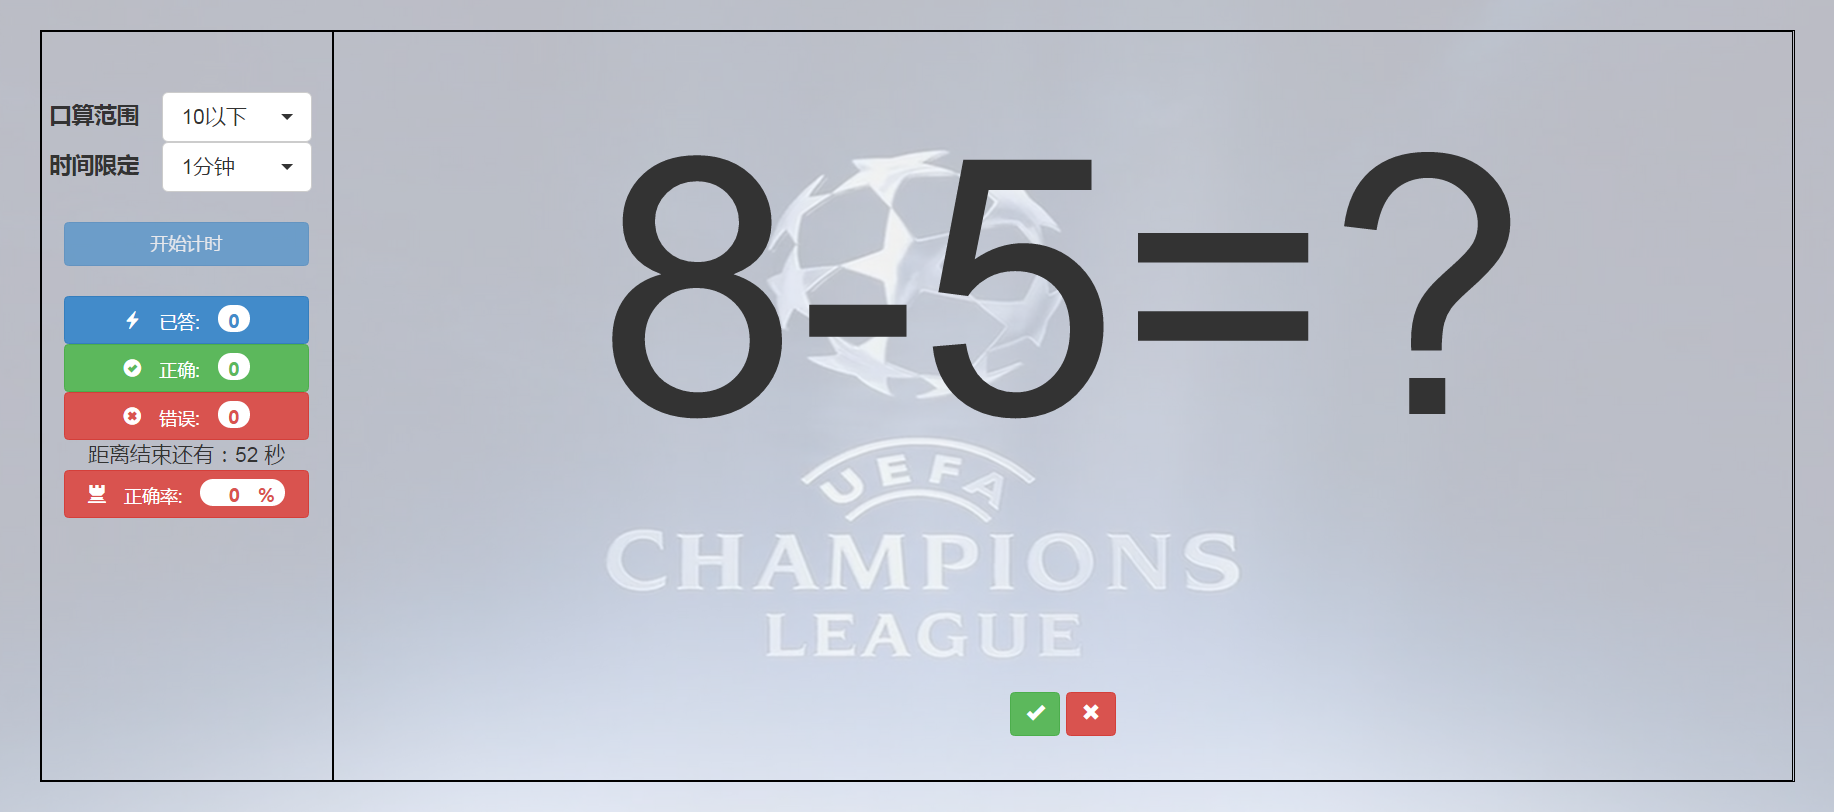 口算范围 10以下
时间限定 1分钟
开始计时
已答: 0
正确: 0
错误: 0
距离结束还有：52 秒
正确率: 0 %
8-5=?
UEFA
CHAMPIONS
LEAGUE